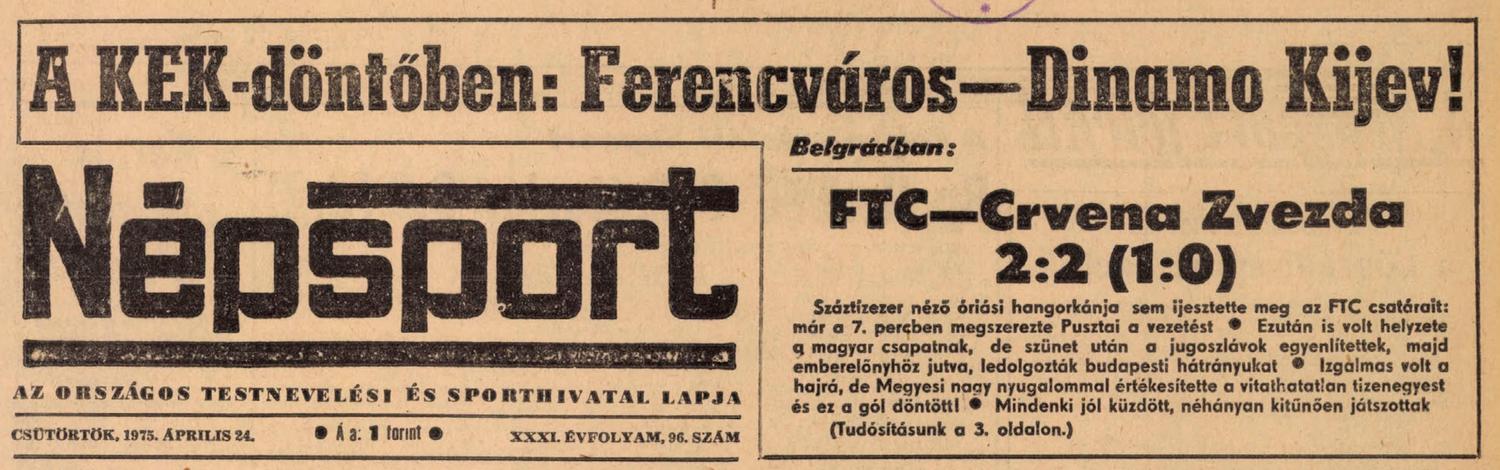 A KEK-döntőben: Ferencváros—Dinamo Kijev!
Népsport
AZ ORSZÁGOS TESTNEVELÉSI ÉS SPORTHIVATAL LAPJA
CSÜTÖRTÖK, 1975. ÁPRILIS 24.
● Á a: 1 forint ●
XXXI. ÉVFOLYAM, 96. SZÁM
Belgrádban:
FTC—Crvena Zvezda
2:2 (1:0)
Száztízezer néző óriási hangorkánja sem ijesztette meg az FTC csatárait:
már a 7. percben megszerezte Pusztai a vezetést ● Ezután is volt helyzete
a magyar csapatnak, de szünet után a jugoszlávok egyenlítettek, majd
emberelőnyhöz jutva, ledolgozták budapesti hátrányukat ● Izgalmas volt a
hajrá, de Megyesi nagy nyugalommal értékesítette a vitathatatlan tizenegyest
és ez a gól döntött! ● Mindenki jól küzdött, néhányan kitűnően játszottak
(Tudósításunk a 3. oldalon.)